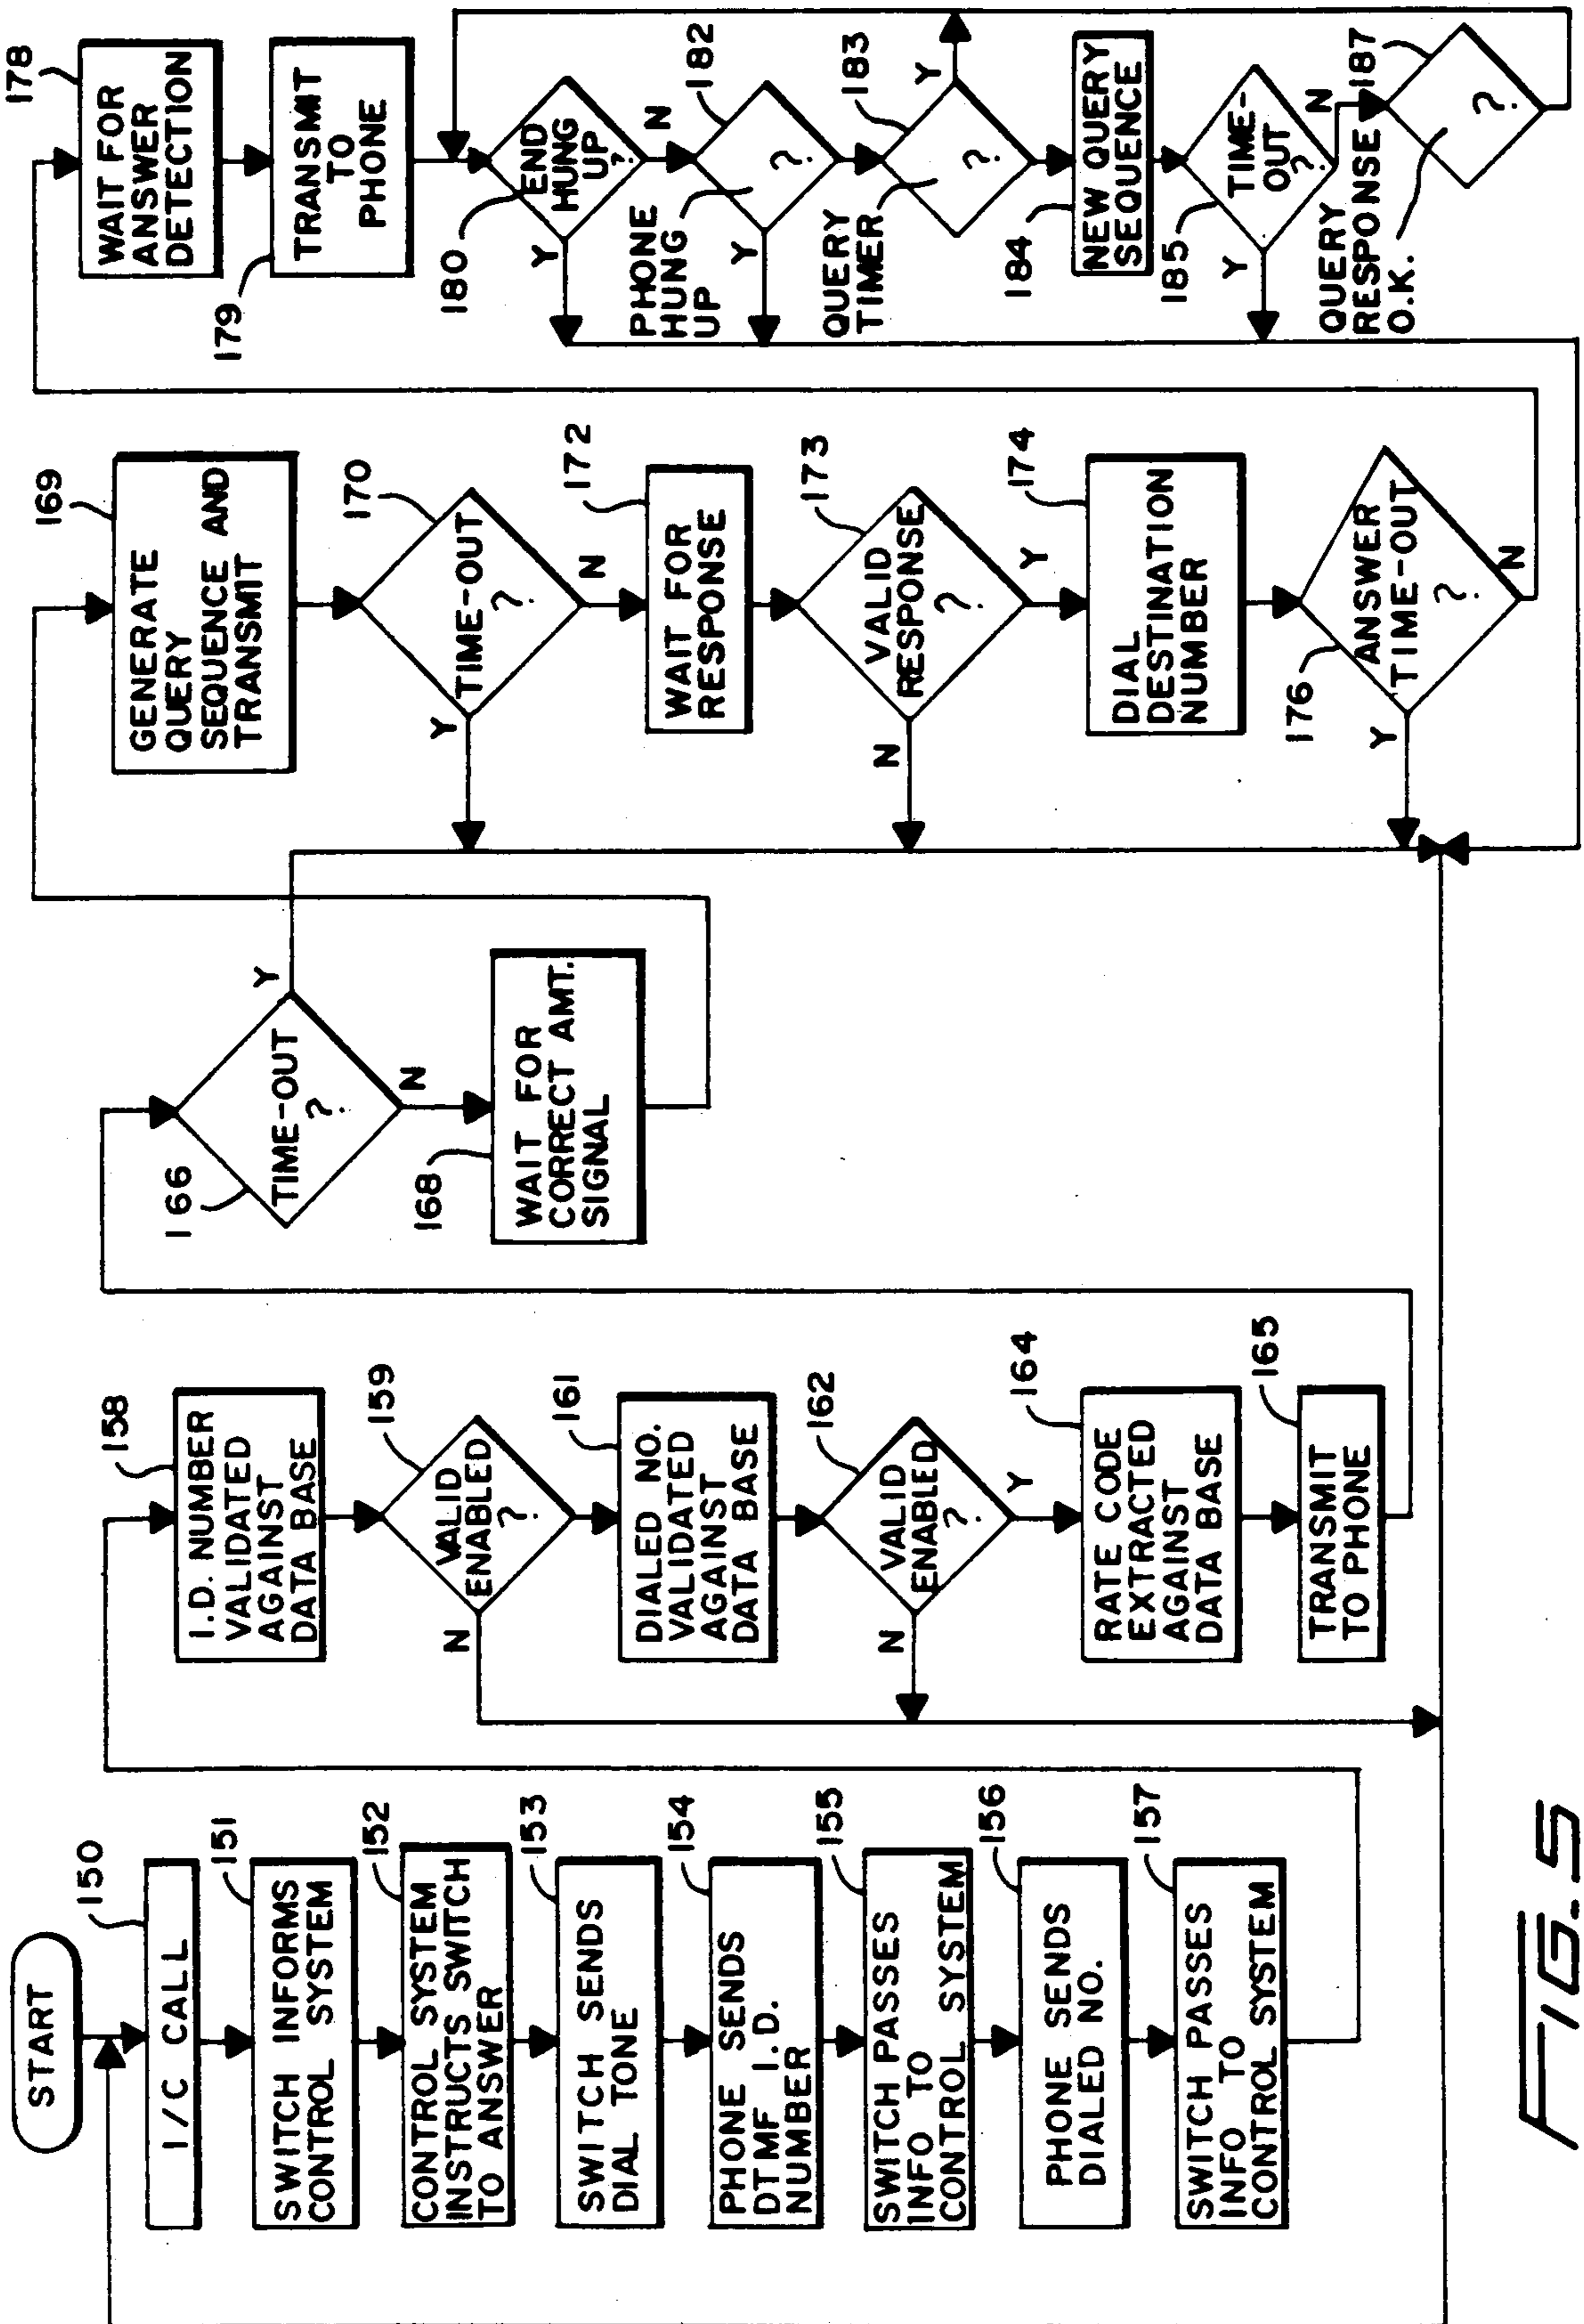 START
150
I/C CALL
151
SWITCH INFORMS
CONTROL SYSTEM
152
CONTROL SYSTEM
INSTRUCTS SWITCH
TO ANSWER
153
SWITCH SENDS
DIAL TONE
154
PHONE SENDS
DTMF I.D.
NUMBER
155
SWITCH PASSES
INFO TO
CONTROL SYSTEM
156
PHONE SENDS
DIALED NO.
157
SWITCH PASSES
INFO TO
CONTROL SYSTEM
158
I.D. NUMBER
VALIDATED
AGAINST
DATA BASE
159
VALID
ENABLED
?
N
161
DIALED NO.
VALIDATED
AGAINST
DATA BASE
162
VALID
ENABLED
?
N
Y
164
RATE CODE
EXTRACTED
AGAINST
DATA BASE
165
TRANSMIT
TO PHONE
166
TIME-OUT
?
Y
N
168
WAIT FOR
CORRECT AMT.
SIGNAL
169
GENERATE
QUERY
SEQUENCE AND
TRANSMIT
170
TIME-OUT
?
Y
N
172
WAIT FOR
RESPONSE
173
VALID
RESPONSE
?
N
Y
174
DIAL
DESTINATION
NUMBER
176
ANSWER
TIME-OUT
?
Y
N
178
WAIT FOR
ANSWER
DETECTION
179
TRANSMIT
TO
PHONE
180
END
HUNG
UP
?
Y
N
182
PHONE
HUNG
UP
?
Y
183
QUERY
TIMER
?
Y
184
NEW QUERY
SEQUENCE
185
TIME-
OUT
?
Y
N
187
QUERY
RESPONSE
O.K.
?
FIG. 5